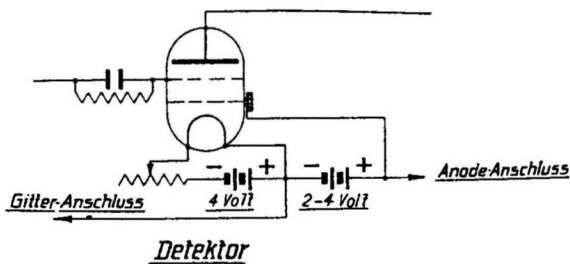 − + − + Anode-Anschluss
Gitter-Anschluss 4 Volt 2-4 Volt
Detektor